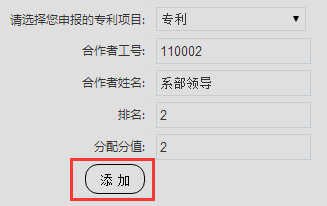 请选择您申报的专利项目: 专利
合作者工号: 110002
合作者姓名: 系部领导
排名: 2
分配分值: 2
添 加